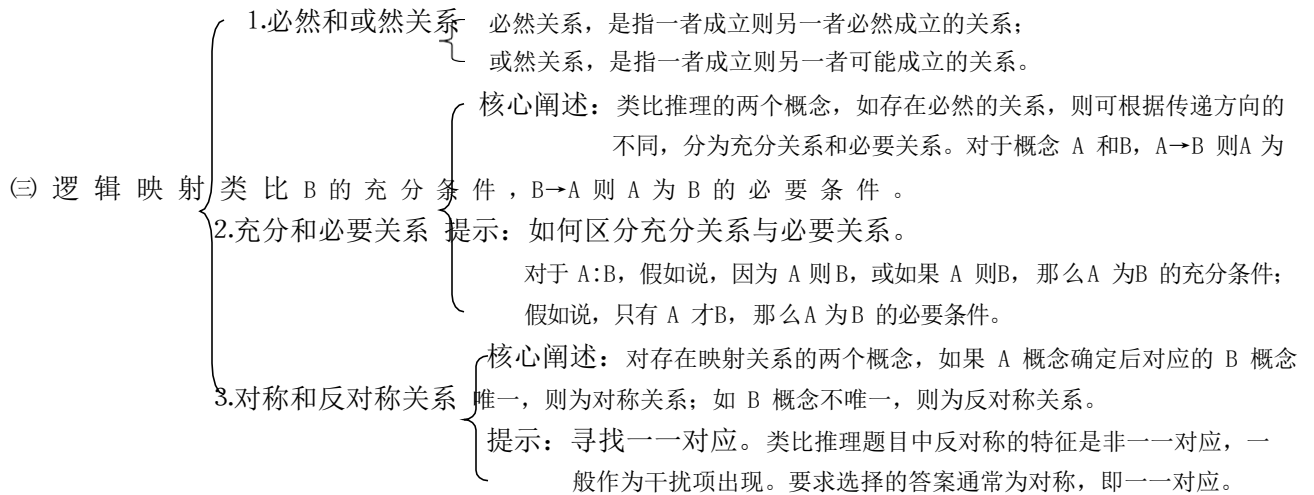 1.必然和或然关系 必然关系，是指一者成立则另一者必然成立的关系；
或然关系，是指一者成立则另一者可能成立的关系。
核心阐述：类比推理的两个概念，如存在必然的关系，则可根据传递方向的
不同，分为充分关系和必要关系。对于概念 A 和B，A→B 则A 为
㈢ 逻 辑 映 射 类 比 B 的 充 分 条 件 ，B→A 则 A 为 B 的 必 要 条 件 。
2.充分和必要关系 提示：如何区分充分关系与必要关系。
对于 A:B，假如说，因为 A 则B，或如果 A 则B，那么A 为B 的充分条件；
假如说，只有 A 才B，那么A 为B 的必要条件。
核心阐述：对存在映射关系的两个概念，如果 A 概念确定后对应的 B 概念
3.对称和反对称关系 唯一，则为对称关系；如 B 概念不唯一，则为反对称关系。
提示：寻找一一对应。类比推理题目中反对称的特征是非一一对应，一
般作为干扰项出现。要求选择的答案通常为对称，即一一对应。